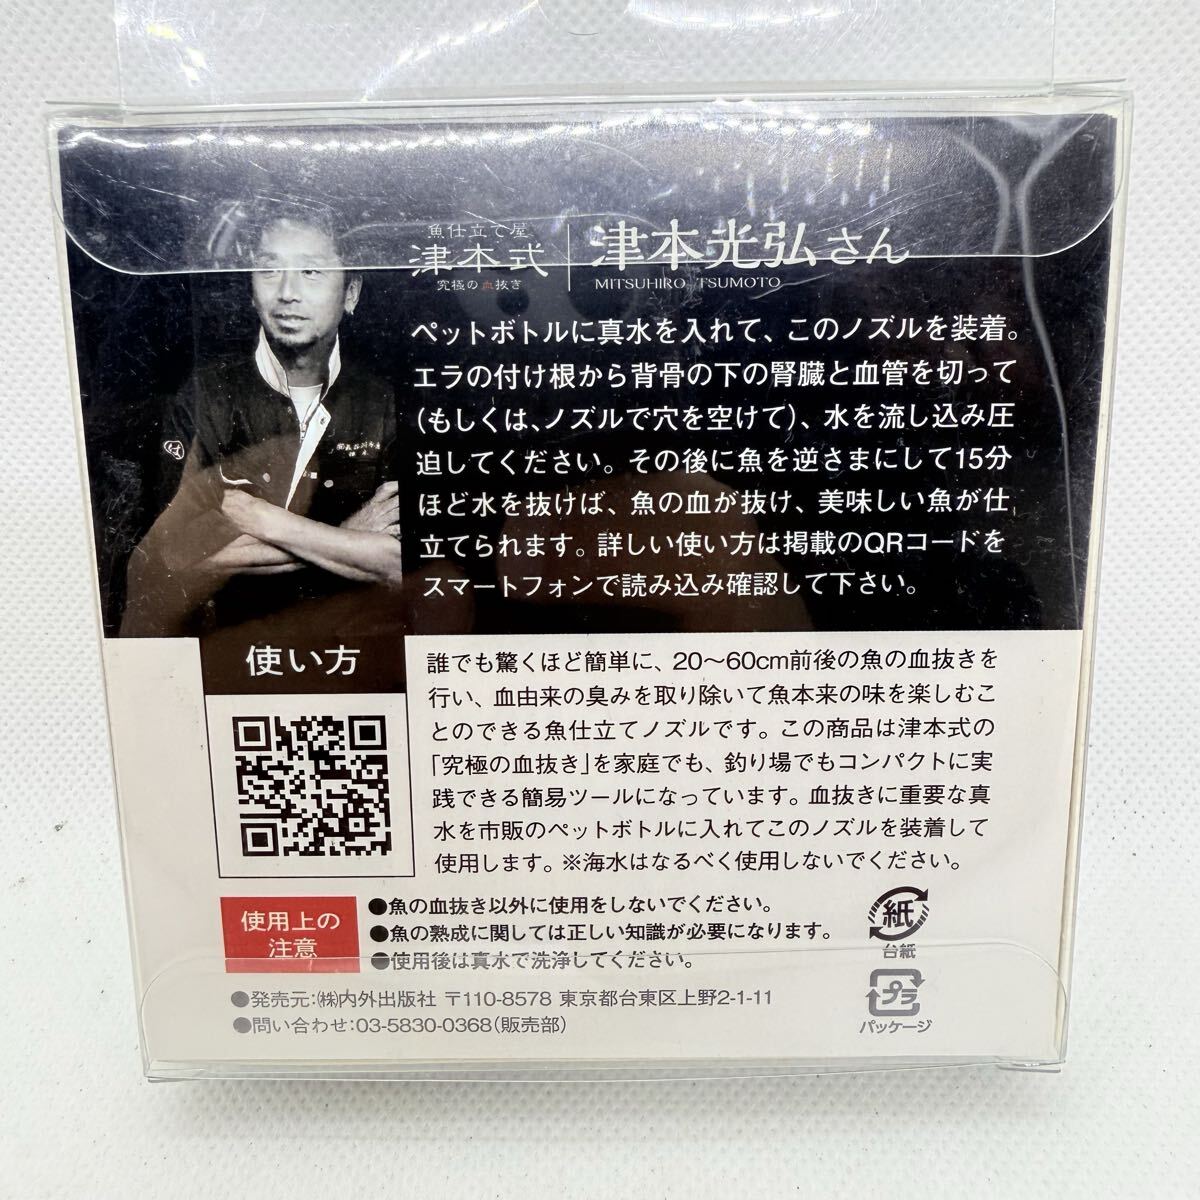 魚仕立て屋
津本式
究極の血抜き
津本光弘さん
MITSUHIRO TSUMOTO
ペットボトルに真水を入れて、このノズルを装着。
エラの付け根から背骨の下の腎臓と血管を切って
(もしくは、ノズルで穴を空けて)、水を流し込み圧
迫してください。その後に魚を逆さまにして15分
ほど水を抜けば、魚の血が抜け、美味しい魚が仕
立てられます。詳しい使い方は掲載のQRコードを
スマートフォンで読み込み確認して下さい。
使い方
誰でも驚くほど簡単に、20〜60cm前後の魚の血抜きを
行い、血由来の臭みを取り除いて魚本来の味を楽しむこ
とのできる魚仕立てノズルです。この商品は津本式の
「究極の血抜き」を家庭でも、釣り場でもコンパクトに実
践できる簡易ツールになっています。血抜きに重要な真
水を市販のペットボトルに入れてこのノズルを装着して
使用します。※海水はなるべく使用しないでください。
使用上の
注意
●魚の血抜き以外に使用をしないでください。
●魚の熟成に関しては正しい知識が必要になります。
●使用後は真水で洗浄してください。
紙
台紙
プラ
パッケージ
●発売元:㈱内外出版社 〒110-8578 東京都台東区上野2-1-11
●問い合わせ:03-5830-0368(販売部)